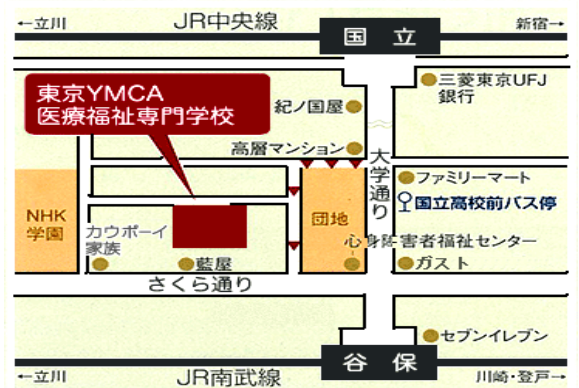 ←立川
JR中央線
新宿→
国 立
東京YMCA
医療福祉専門学校
紀ノ国屋
三菱東京UFJ
銀行
高層マンション
大学通り
ファミリーマート
国立高校前バス停
NHK
学園
カウボーイ
家族
団地
心身障害者福祉センター
藍屋
ガスト
さくら通り
セブンイレブン
谷 保
←立川
JR南武線
川崎・登戸→